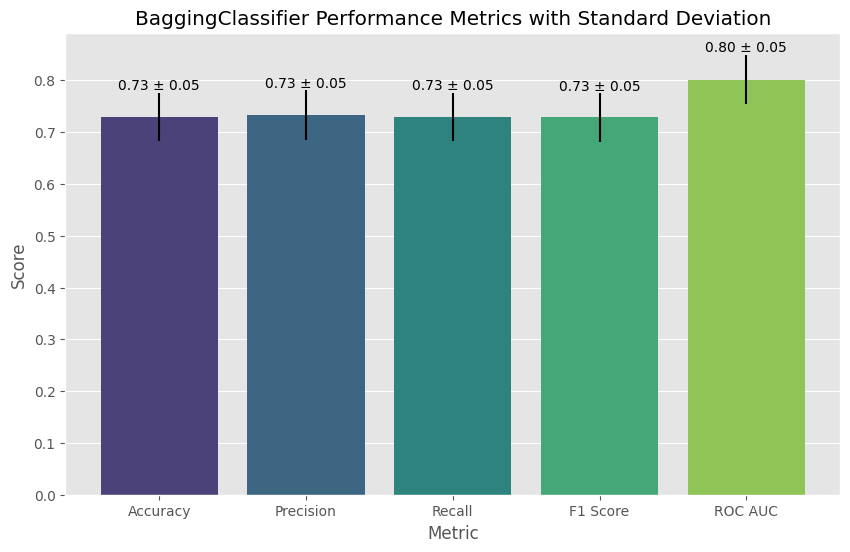 BaggingClassifier Performance Metrics with Standard Deviation
0.80 ± 0.05
0.73 ± 0.05
0.73 ± 0.05
0.73 ± 0.05
0.73 ± 0.05
0.8
0.7
0.6
0.5
0.4
0.3
0.2
0.1
0.0
Score
Accuracy
Precision
Recall
F1 Score
ROC AUC
Metric